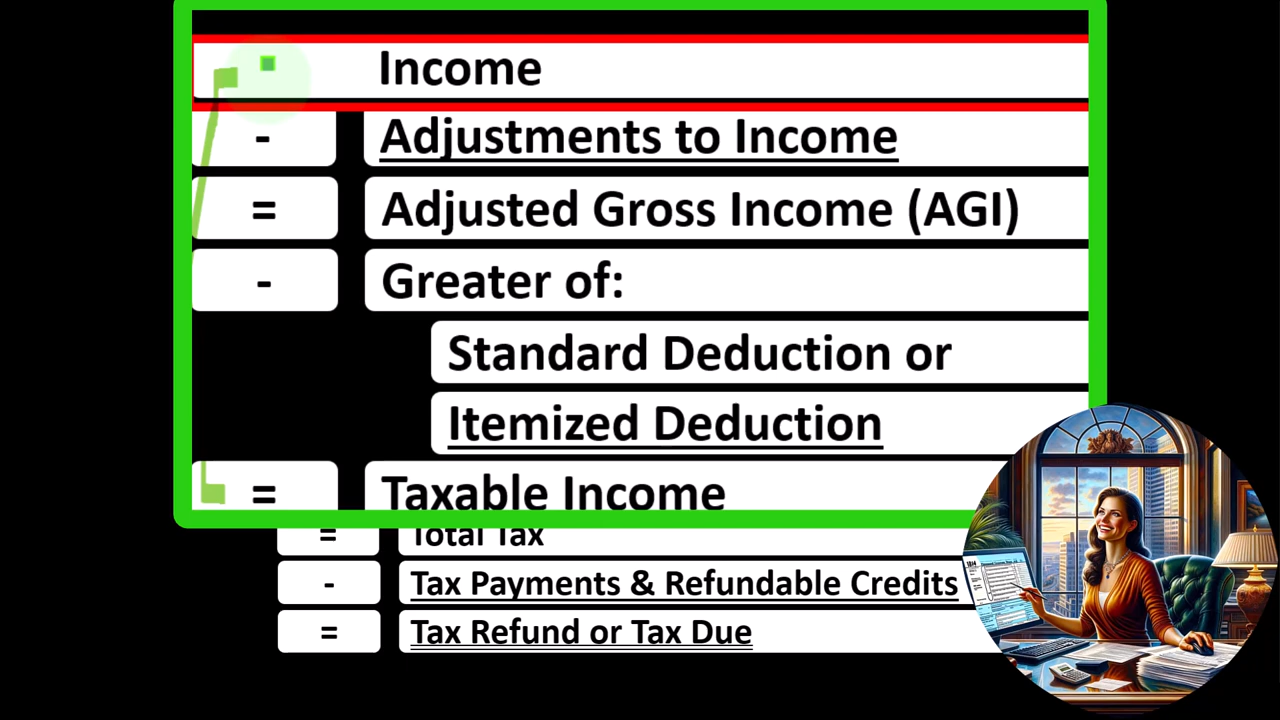 Income
- Adjustments to Income
= Adjusted Gross Income (AGI)
- Greater of:
Standard Deduction or
Itemized Deduction
= Taxable Income
= Total Tax
- Tax Payments & Refundable Credits
= Tax Refund or Tax Due